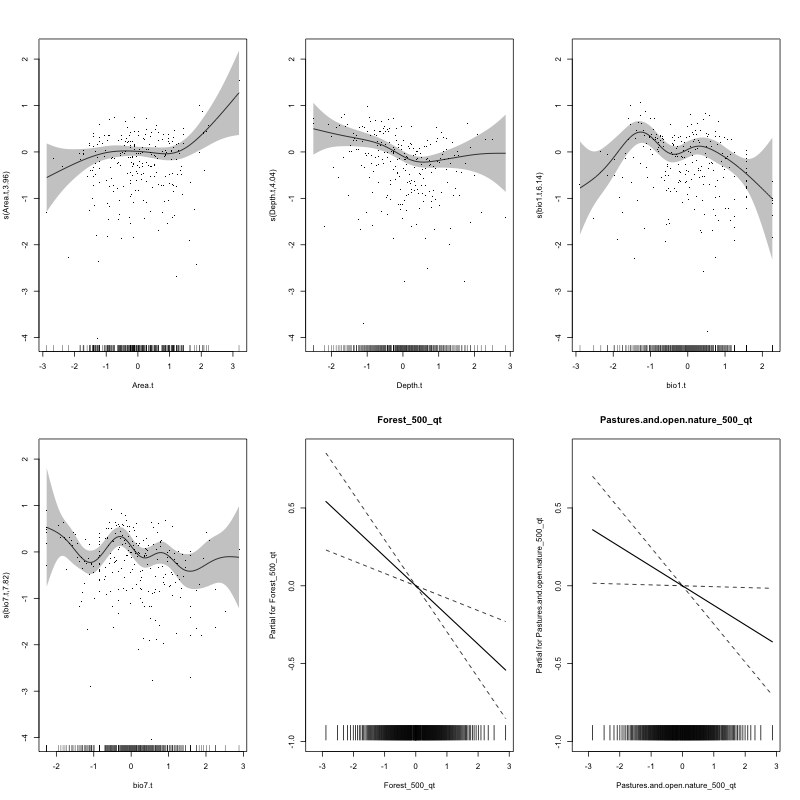 s(Area.t,3.96)
2
1
0
-1
-2
-3
-4
-3 -2 -1 0 1 2 3
Area.t
s(Depth.t,4.04)
2
1
0
-1
-2
-3
-4
-2 -1 0 1 2 3
Depth.t
s(bio1.t,6.14)
2
1
0
-1
-2
-3
-4
-3 -2 -1 0 1 2
bio1.t
s(bio7.t,7.82)
2
1
0
-1
-2
-3
-4
-2 -1 0 1 2 3
bio7.t
Forest_500_qt
Partial for Forest_500_qt
0.5
0.0
-0.5
-1.0
-3 -2 -1 0 1 2 3
Forest_500_qt
Pastures.and.open.nature_500_qt
Partial for Pastures.and.open.nature_500_qt
0.5
0.0
-0.5
-1.0
-3 -2 -1 0 1 2 3
Pastures.and.open.nature_500_qt